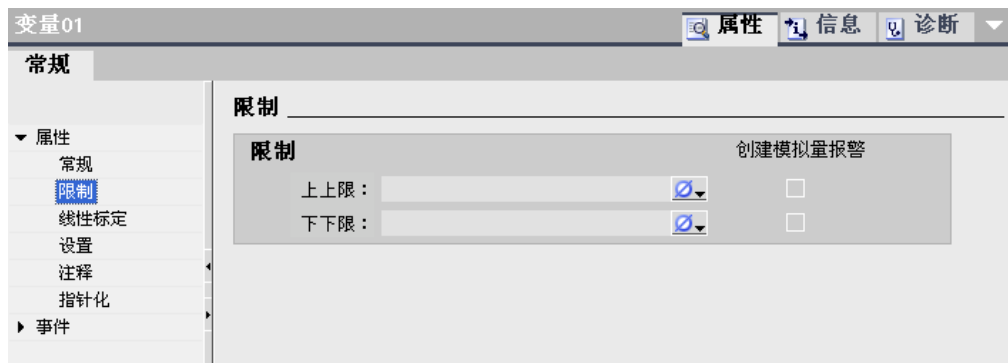 变量01 属性 信息 诊断
常规
限制
属性
限制 创建模拟量报警
常规
上上限：
限制
线性标定
下下限：
设置
注释
指针化
事件